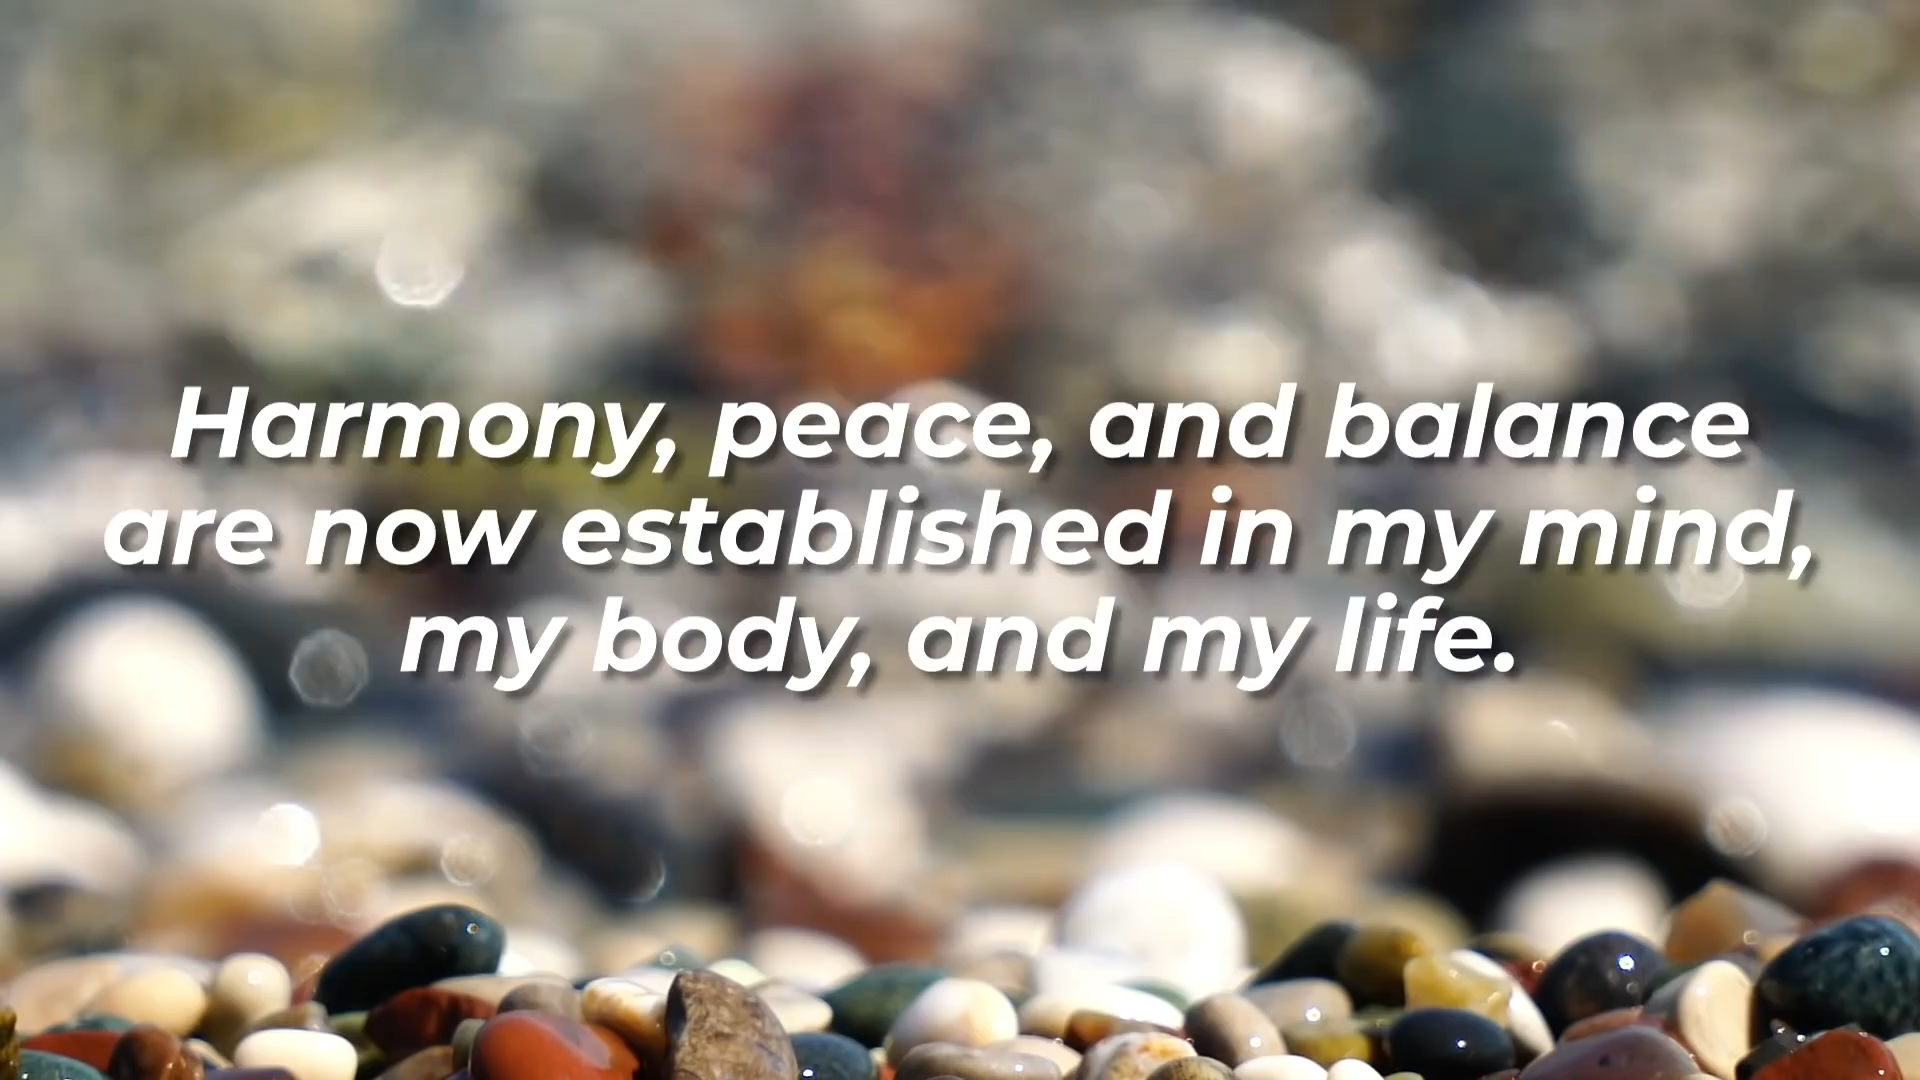 Harmony, peace, and balance
are now established in my mind,
my body, and my life.